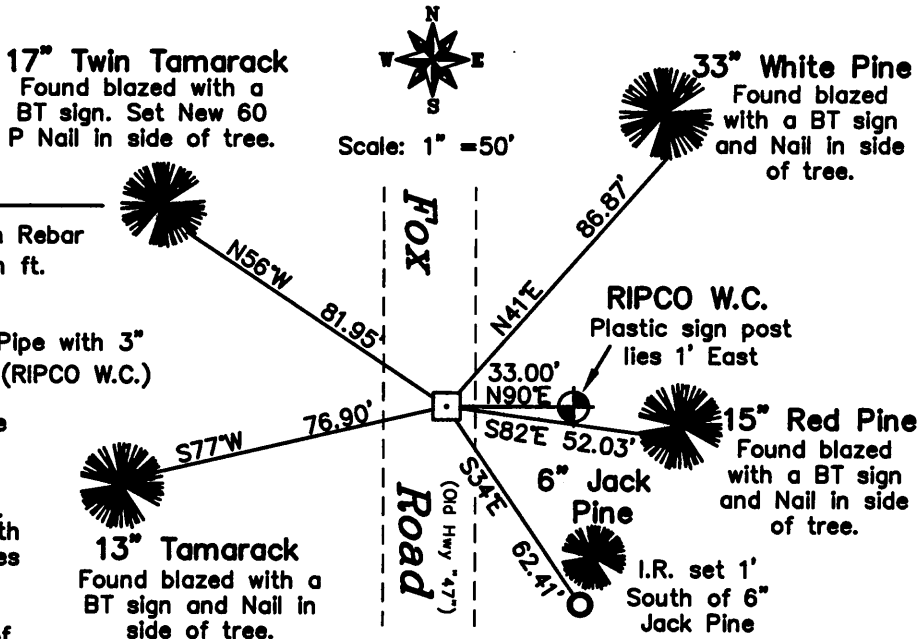 17" Twin Tamarack
Found blazed with a
BT sign. Set New 60
P Nail in side of tree.
N
W
E
S
Scale: 1" =50'
33" White Pine
Found blazed
with a BT sign
and Nail in side
of tree.
Rebar
ft.
Pipe with 3"
(RIPCO W.C.)
Fox
Road
(Old Hwy "47")
N56°W
81.95'
N41°E
86.87'
RIPCO W.C.
Plastic sign post
lies 1' East
33.00'
N90°E
S82°E 52.03'
15" Red Pine
Found blazed
with a BT sign
and Nail in side
of tree.
S77°W
76.90'
S34°E
62.41'
6" Jack
Pine
I.R. set 1'
South of 6"
Jack Pine
13" Tamarack
Found blazed with a
BT sign and Nail in
side of tree.